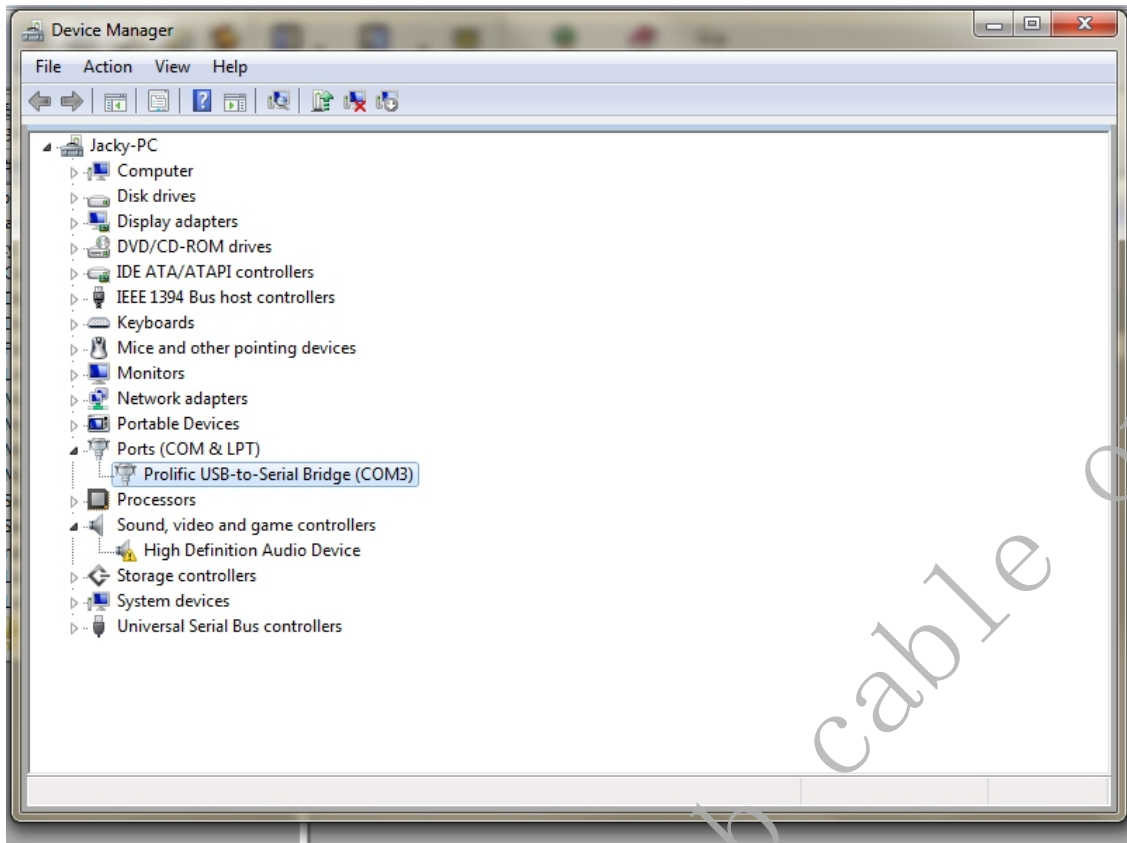 Device Manager
File Action View Help
Jacky-PC
Computer
Disk drives
Display adapters
DVD/CD-ROM drives
IDE ATA/ATAPI controllers
IEEE 1394 Bus host controllers
Keyboards
Mice and other pointing devices
Monitors
Network adapters
Portable Devices
Ports (COM & LPT)
Prolific USB-to-Serial Bridge (COM3)
Processors
Sound, video and game controllers
High Definition Audio Device
Storage controllers
System devices
Universal Serial Bus controllers
cable